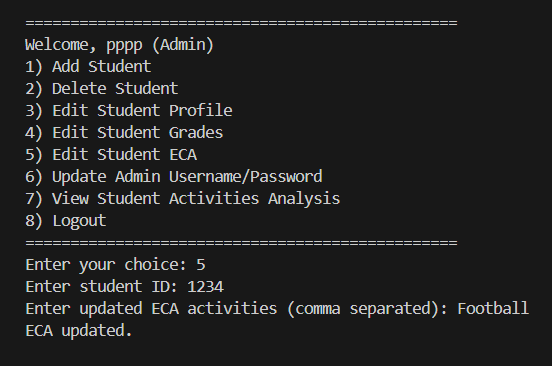 ================================================
Welcome, pppp (Admin)
1) Add Student
2) Delete Student
3) Edit Student Profile
4) Edit Student Grades
5) Edit Student ECA
6) Update Admin Username/Password
7) View Student Activities Analysis
8) Logout
================================================
Enter your choice: 5
Enter student ID: 1234
Enter updated ECA activities (comma separated): Football
ECA updated.